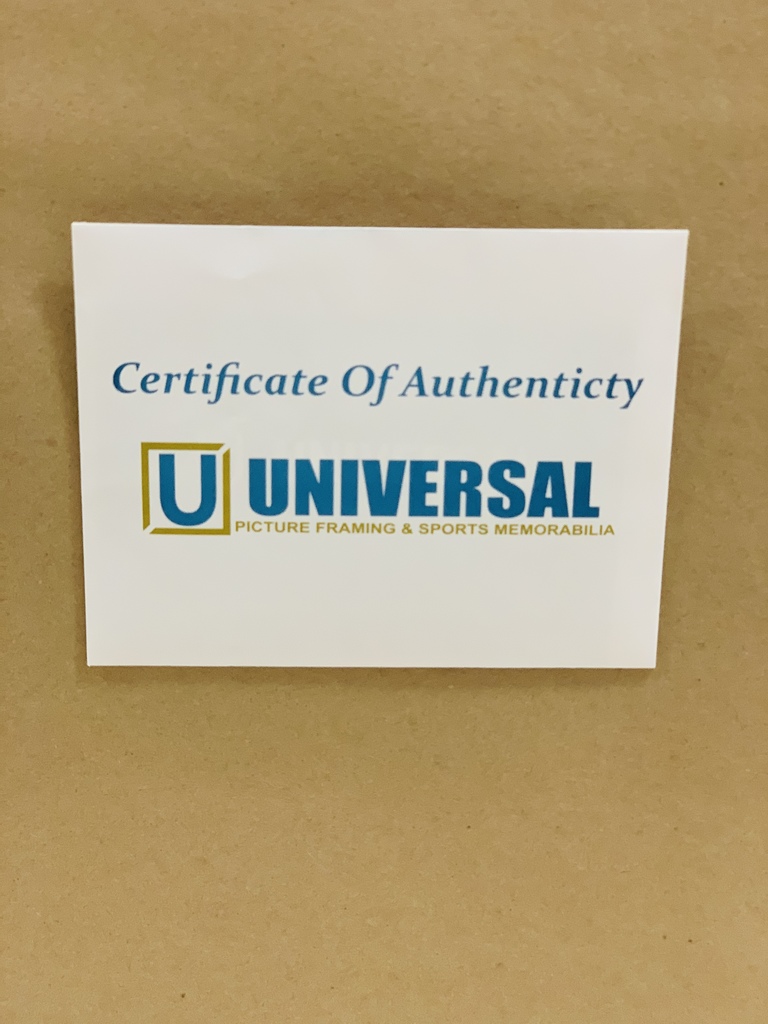 Certificate Of Authenticty
U UNIVERSAL
PICTURE FRAMING & SPORTS MEMORABILIA